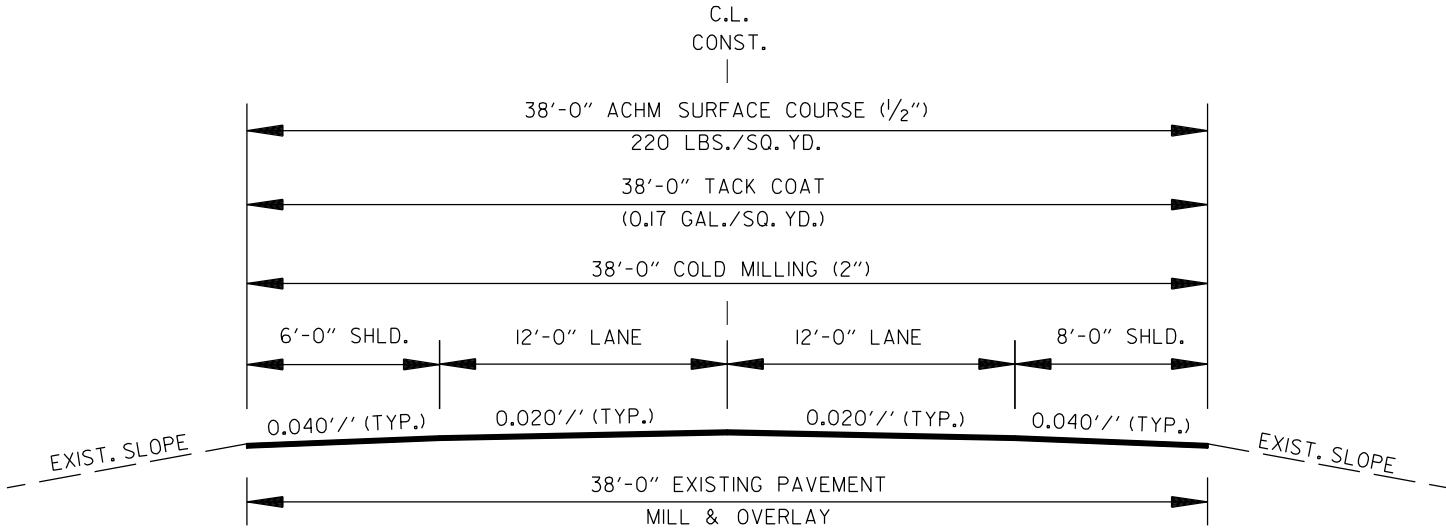 C.L.
CONST.
38'-0" ACHM SURFACE COURSE (1/2")
220 LBS./SQ. YD.
38'-0" TACK COAT
(0.17 GAL./SQ. YD.)
38'-0" COLD MILLING (2")
6'-0" SHLD.
12'-0" LANE
12'-0" LANE
8'-0" SHLD.
0.040'/' (TYP.)
0.020'/' (TYP.)
0.020'/' (TYP.)
0.040'/' (TYP.)
EXIST. SLOPE
EXIST. SLOPE
38'-0" EXISTING PAVEMENT
MILL & OVERLAY